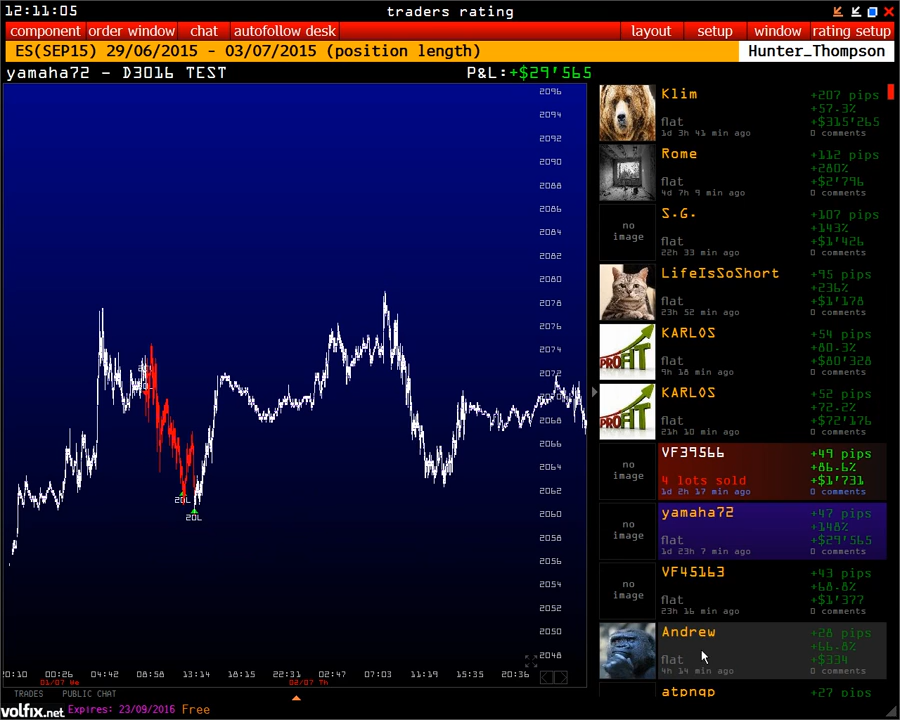 12:11:05 traders rating
component order window chat autofollow desk layout setup window rating setup
ES(SEP15) 29/06/2015 - 03/07/2015 (position length) Hunter_Thompson
yamaha72 - D3016 TEST P&L:+$29'565
2096
2094
2092
2090
2088
2086
2084
2082
2080
2078
2076
2074
2072
2070
2068
2066
2064
2062
2060
2058
2056
2054
2052
2050
2048
20L
20L
20:10 00:26 04:42 08:58 13:14 18:15 22:31 02:47 07:03 11:19 15:35 20:36
01/07 We 02/07 Th
Klim +207 pips
+57.3%
flat +$315'265
1d 3h 41 min ago 0 comments
Rome +112 pips
+280%
flat +$2'796
4d 7h 9 min ago 0 comments
no image
S.G. +107 pips
+143%
flat +$1'426
22h 33 min ago 0 comments
LifeIsSoShort +95 pips
+236%
flat +$1'178
23h 52 min ago 0 comments
PROFIT
KARLOS +54 pips
+80.3%
flat +$80'328
9h 18 min ago 0 comments
PROFIT
KARLOS +52 pips
+72.2%
flat +$72'176
21h 10 min ago 0 comments
no image
VF39566 +49 pips
+86.6%
4 lots sold +$1'731
1d 2h 17 min ago 0 comments
no image
yamaha72 +47 pips
+148%
flat +$29'565
1d 23h 7 min ago 0 comments
no image
VF45163 +43 pips
+68.8%
flat +$1'377
23h 16 min ago 0 comments
Andrew +28 pips
+66.8%
flat +$334
4h 14 min ago 0 comments
atpngp +27 pips
TRADES PUBLIC CHAT
volfix.net Expires: 23/09/2016 Free